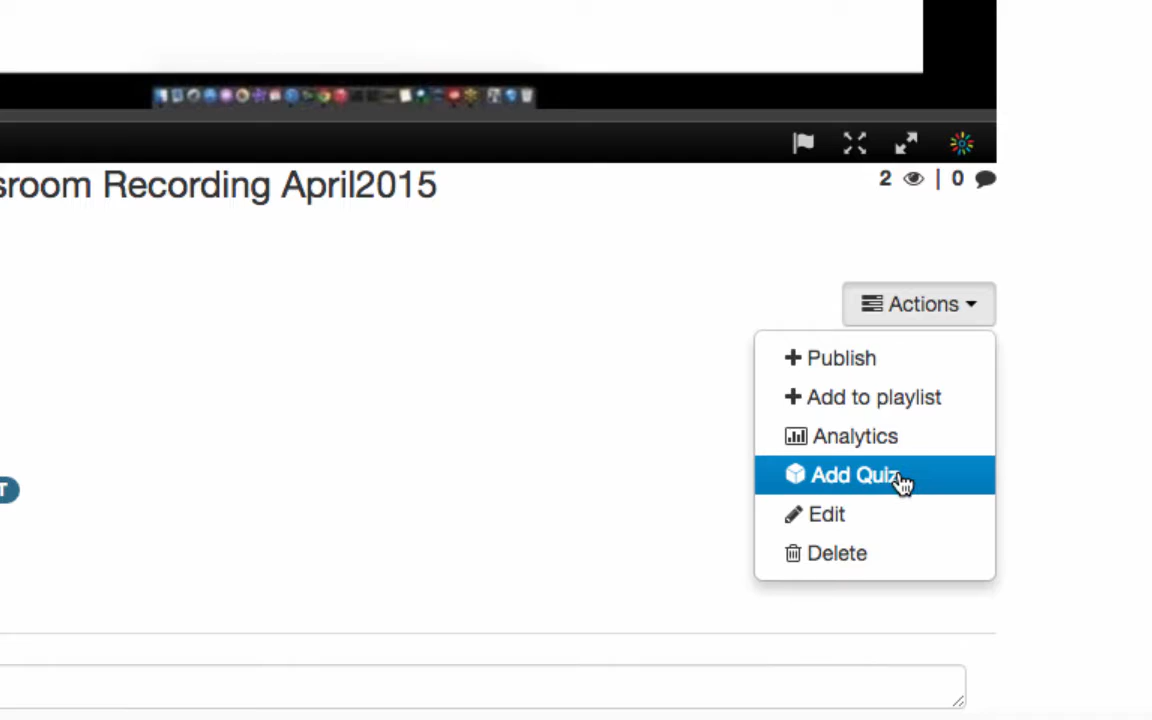 sroom Recording April2015
2 | 0
Actions
Publish
Add to playlist
Analytics
Add Quiz
Edit
Delete
T